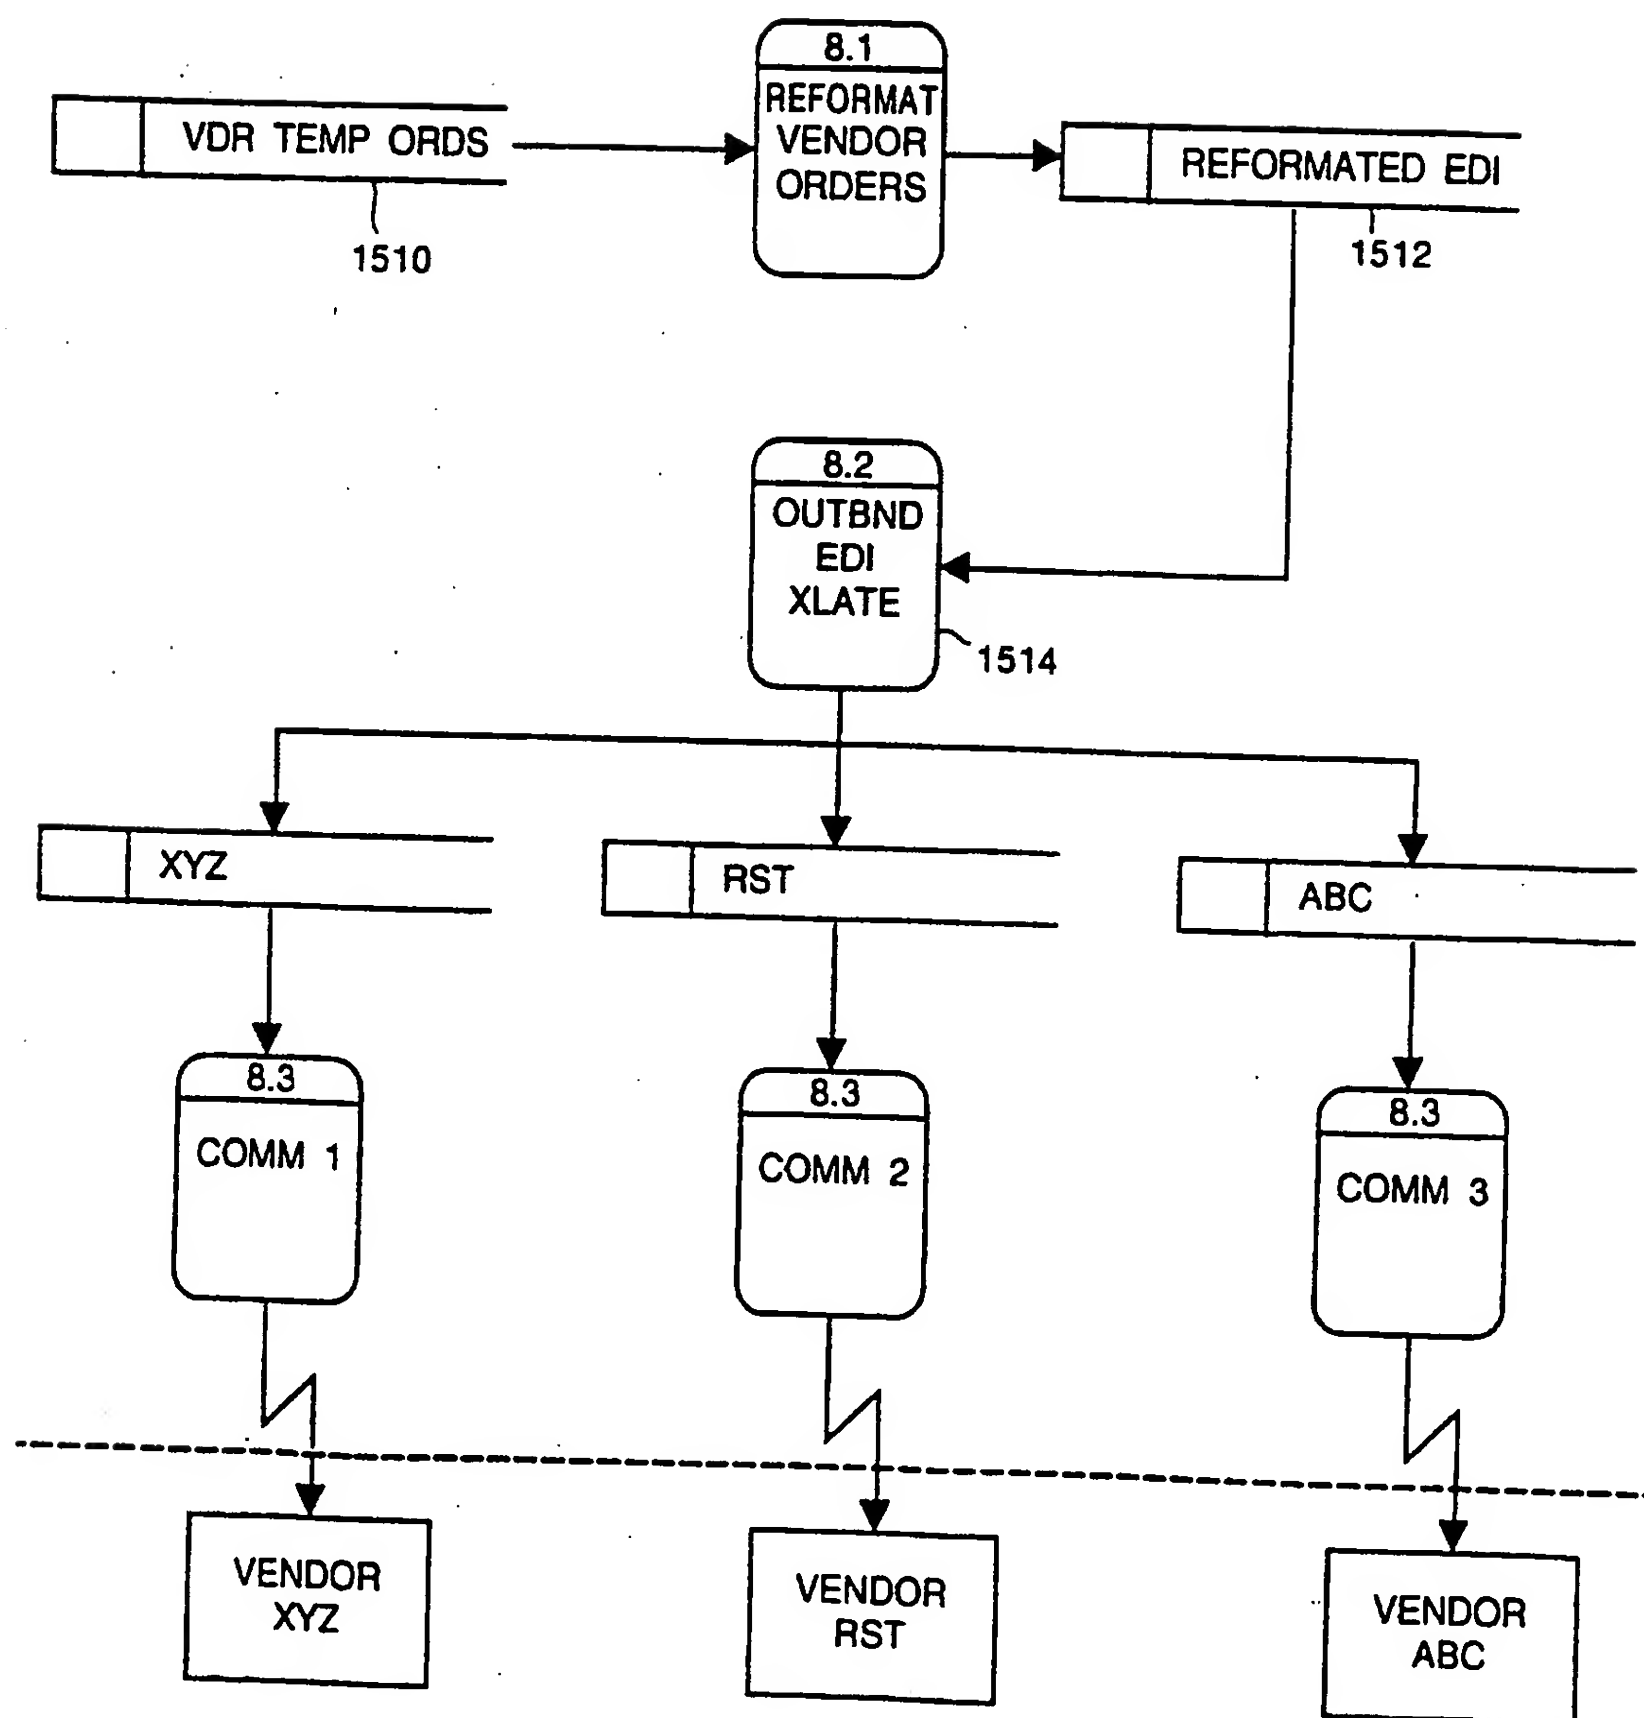 8.1
REFORMAT
VENDOR
ORDERS
VDR TEMP ORDS
REFORMATED EDI
1510
1512
8.2
OUTBND
EDI
XLATE
1514
XYZ
RST
ABC
8.3
COMM 1
8.3
COMM 2
8.3
COMM 3
VENDOR
XYZ
VENDOR
RST
VENDOR
ABC